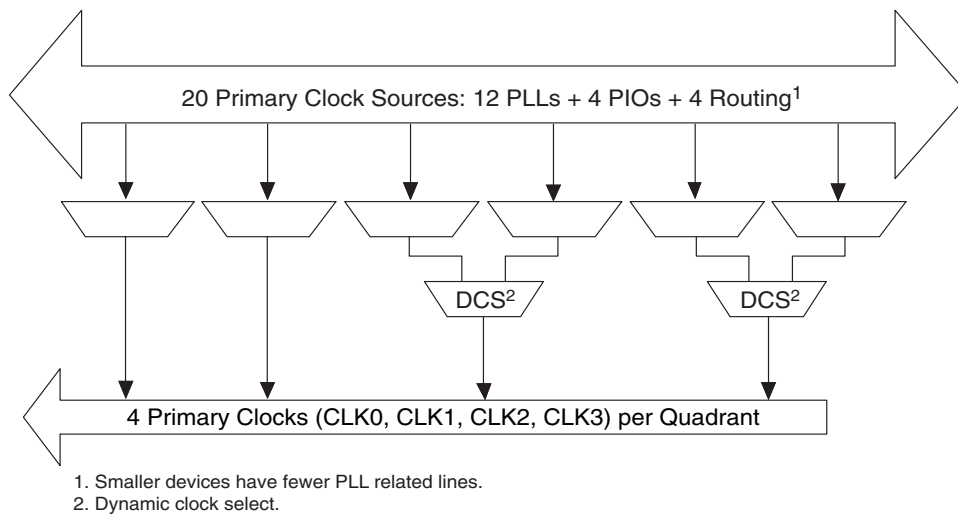 20 Primary Clock Sources: 12 PLLs + 4 PIOs + 4 Routing¹
DCS² DCS²
4 Primary Clocks (CLK0, CLK1, CLK2, CLK3) per Quadrant
1. Smaller devices have fewer PLL related lines.
2. Dynamic clock select.